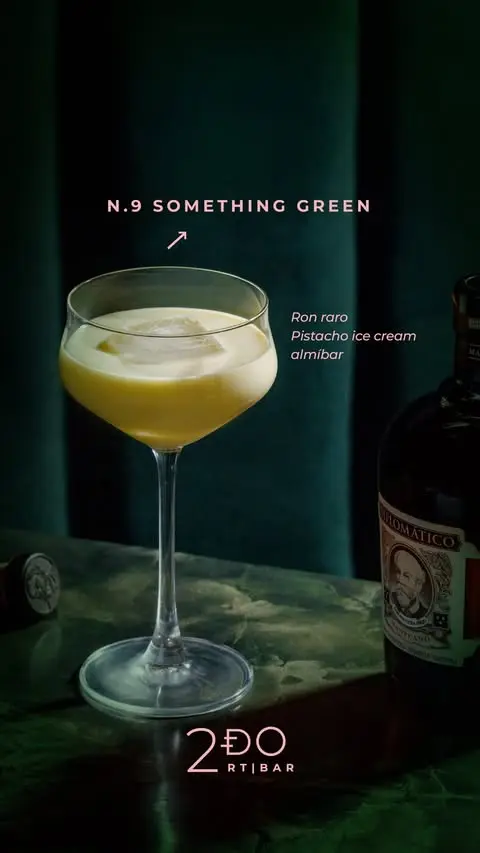 N.9 SOMETHING GREEN
Ron raro
Pistacho ice cream
almíbar
DIPLOMÁTICO
2ĐO
RT|BAR